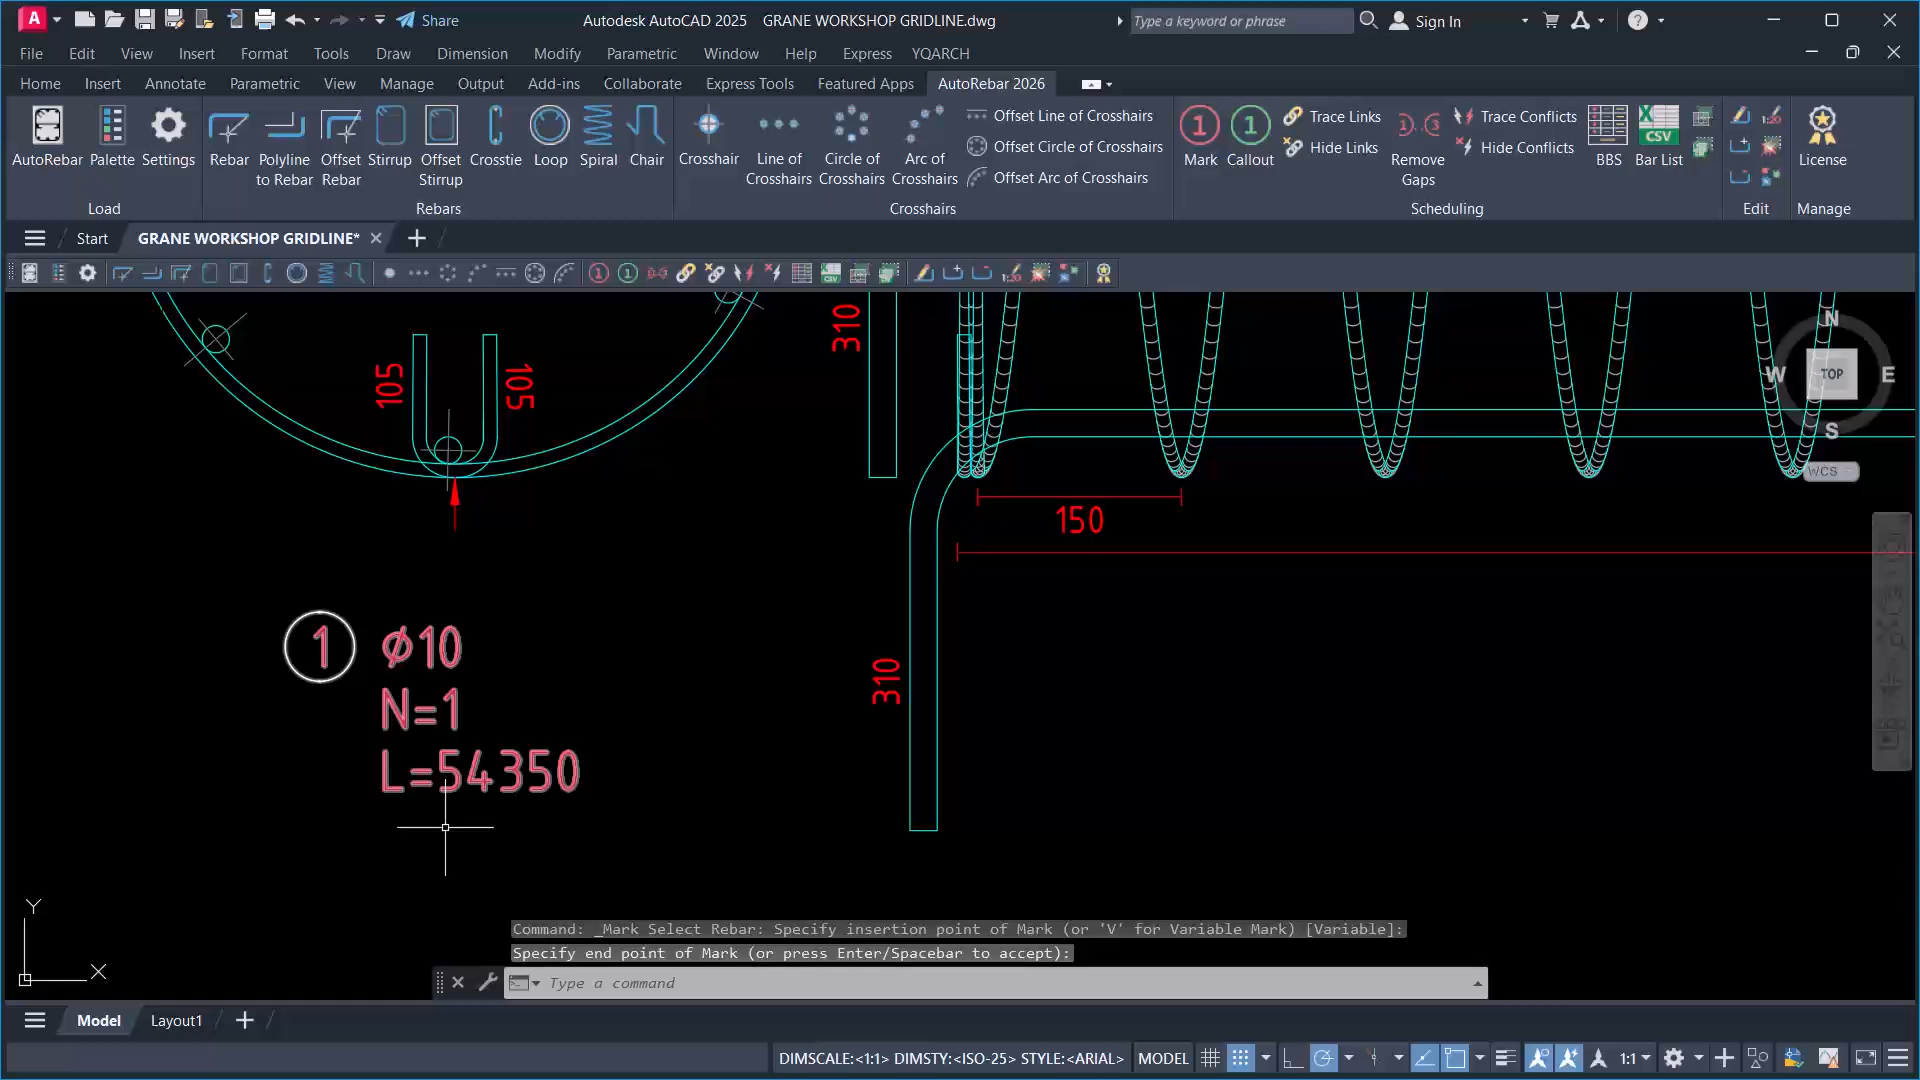 A
Share
Autodesk AutoCAD 2025 GRANE WORKSHOP GRIDLINE.dwg
Type a keyword or phrase
Sign In
File Edit View Insert Format Tools Draw Dimension Modify Parametric Window Help Express YQARCH
Home Insert Annotate Parametric View Manage Output Add-ins Collaborate Express Tools Featured Apps AutoRebar 2026
AutoRebar Palette Settings
Load
Rebar Polyline to Rebar Offset Rebar Stirrup Offset Stirrup Crosstie Loop Spiral Chair
Rebars
Crosshair Line of Crosshairs Circle of Crosshairs Arc of Crosshairs
Offset Line of Crosshairs
Offset Circle of Crosshairs
Offset Arc of Crosshairs
Crosshairs
1 Mark 1 Callout
Trace Links
Hide Links
1..3 Remove Gaps
Trace Conflicts
Hide Conflicts
BBS CSV Bar List
Scheduling
Edit
License
Manage
Start GRANE WORKSHOP GRIDLINE*
105
105
310
150
310
1 ϕ10
N=1
L=54350
N
W TOP E
S
WCS
Y
X
Command: _Mark Select Rebar: Specify insertion point of Mark (or 'V' for Variable Mark) [Variable]:
Specify end point of Mark (or press Enter/Spacebar to accept):
Type a command
Model Layout1
DIMSCALE:<1:1> DIMSTY:<ISO-25> STYLE:<ARIAL> MODEL 1:1